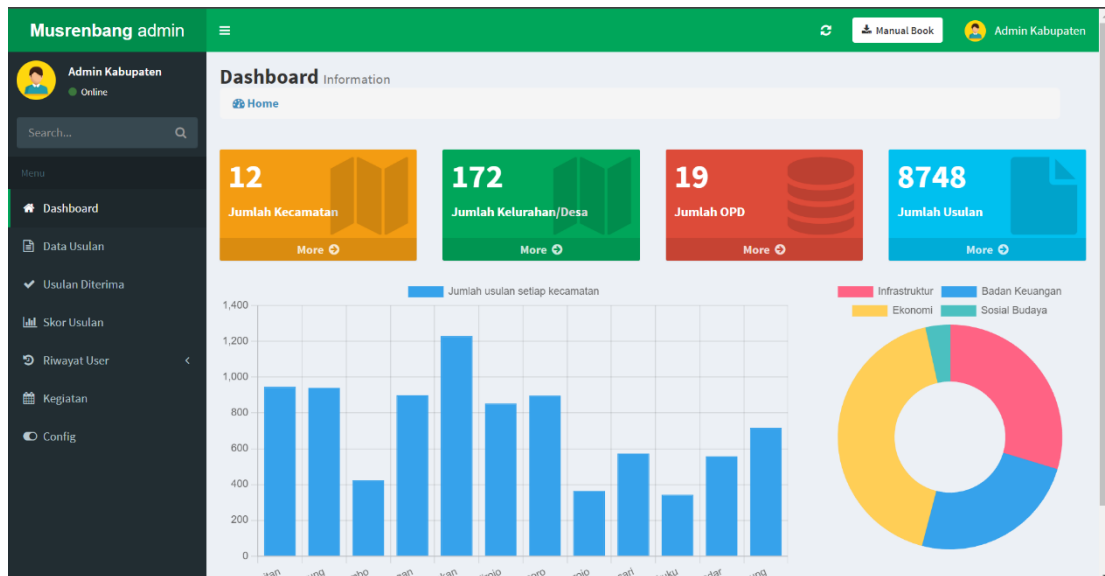 Musrenbang admin
Manual Book
Admin Kabupaten
Admin Kabupaten
Online
Search...
Menu
Dashboard
Data Usulan
Usulan Diterima
Skor Usulan
Riwayat User
Kegiatan
Config
Dashboard Information
Home
12
Jumlah Kecamatan
More
172
Jumlah Kelurahan/Desa
More
19
Jumlah OPD
More
8748
Jumlah Usulan
More
Jumlah usulan setiap kecamatan
1,400
1,200
1,000
800
600
400
200
0
Infrastruktur Badan Keuangan
Ekonomi Sosial Budaya